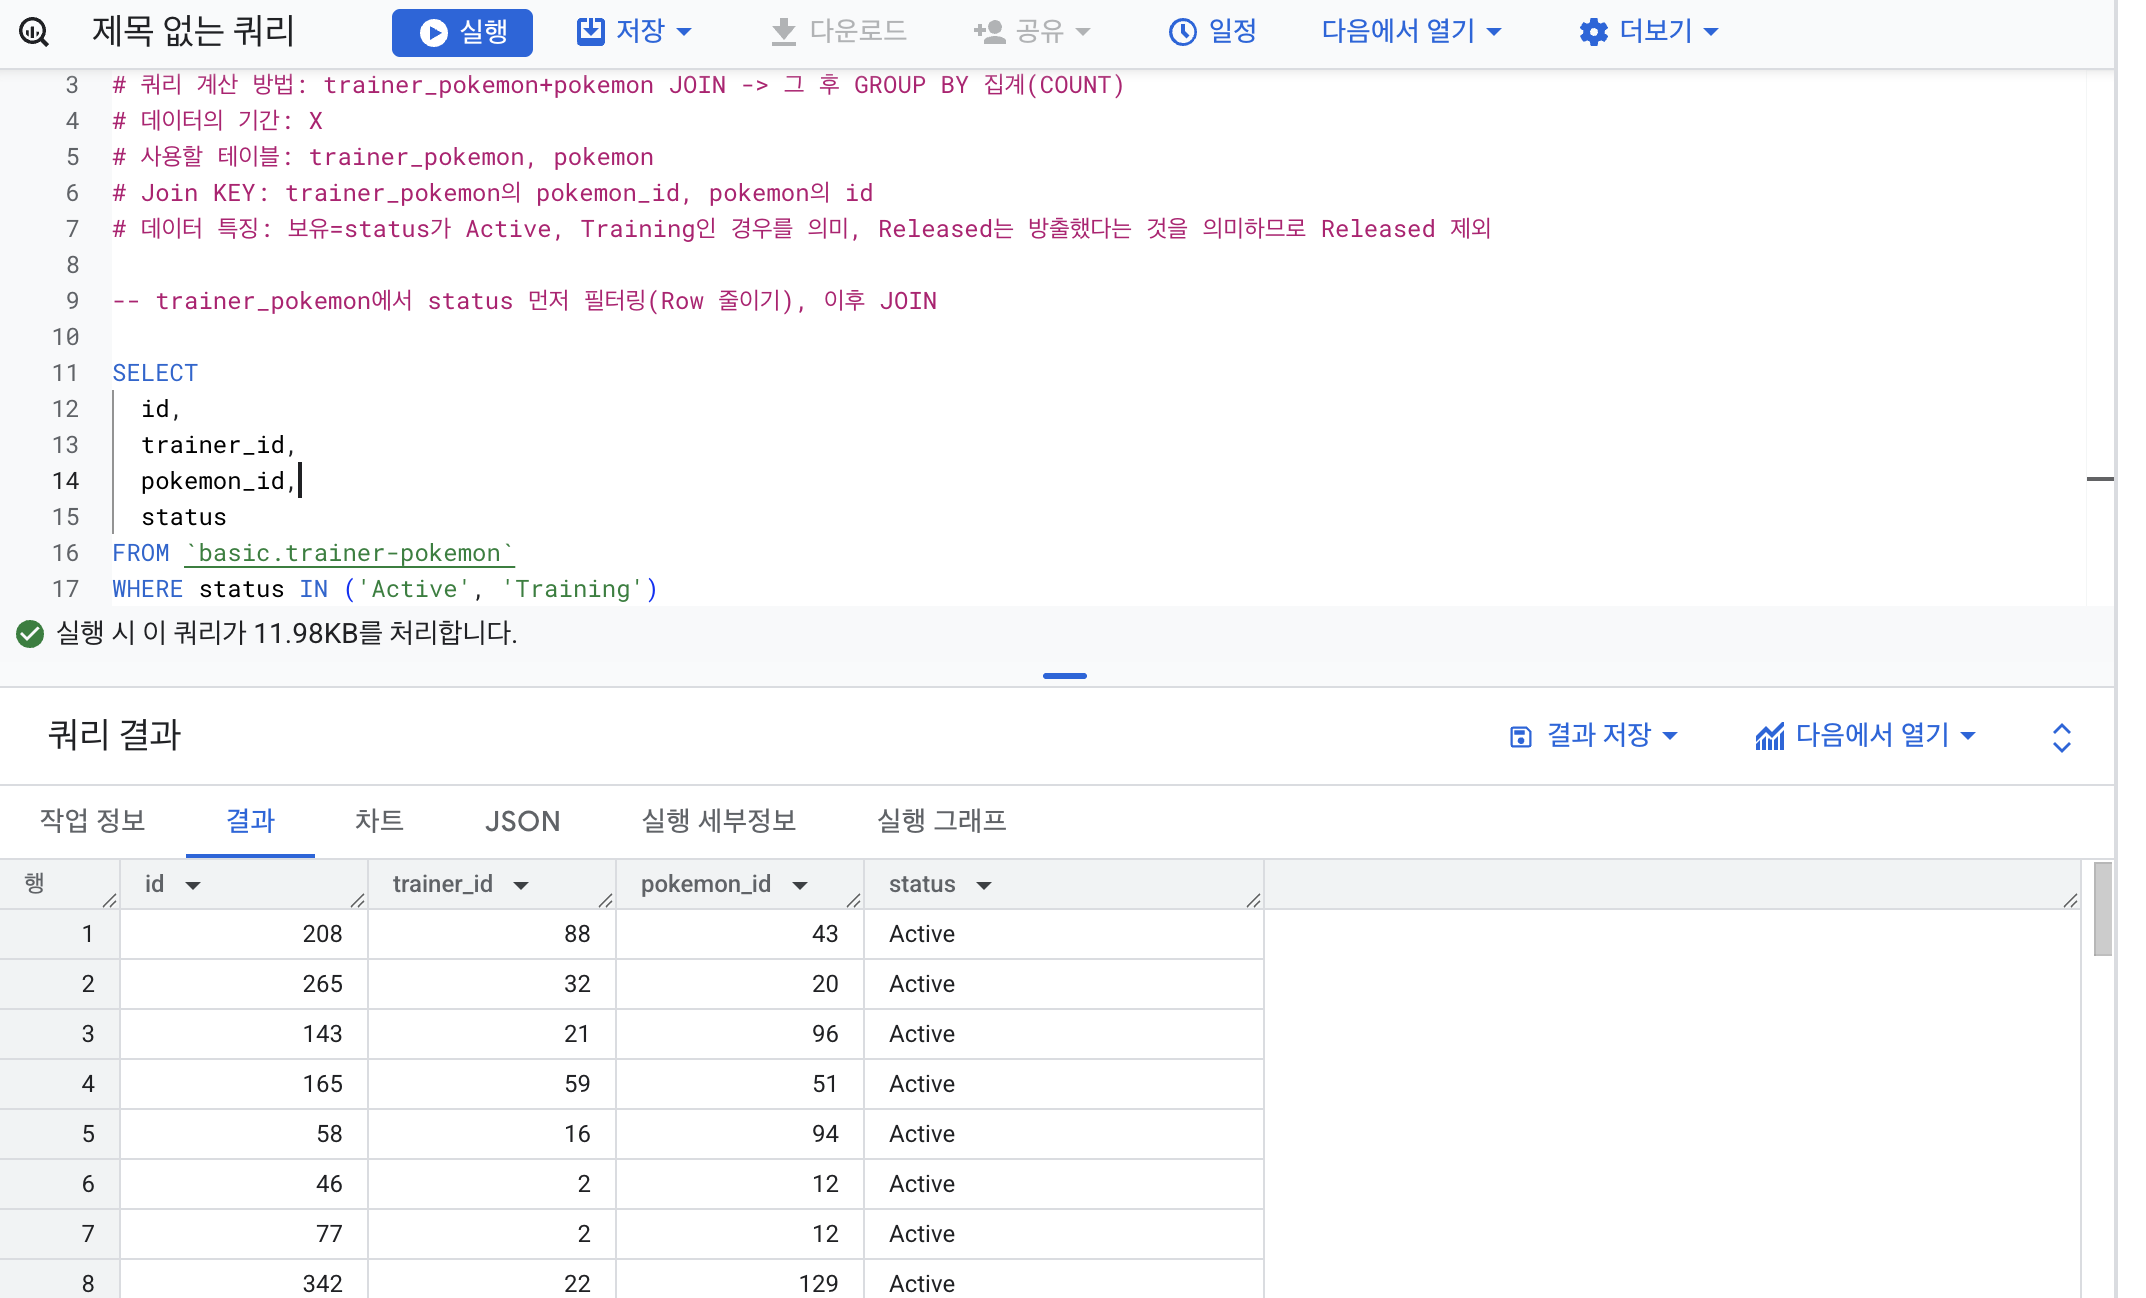 제목 없는 쿼리 실행 저장 다운로드 공유 일정 다음에서 열기 더보기
3 # 쿼리 계산 방법: trainer_pokemon+pokemon JOIN -> 그 후 GROUP BY 집계(COUNT)
4 # 데이터의 기간: X
5 # 사용할 테이블: trainer_pokemon, pokemon
6 # Join KEY: trainer_pokemon의 pokemon_id, pokemon의 id
7 # 데이터 특징: 보유=status가 Active, Training인 경우를 의미, Released는 방출했다는 것을 의미하므로 Released 제외
8
9 -- trainer_pokemon에서 status 먼저 필터링(Row 줄이기), 이후 JOIN
10
11 SELECT
12 id,
13 trainer_id,
14 pokemon_id,
15 status
16 FROM `basic.trainer-pokemon`
17 WHERE status IN ('Active', 'Training')
실행 시 이 쿼리가 11.98KB를 처리합니다.
쿼리 결과 결과 저장 다음에서 열기
작업 정보 결과 차트 JSON 실행 세부정보 실행 그래프
행 id trainer_id pokemon_id status
1 208 88 43 Active
2 265 32 20 Active
3 143 21 96 Active
4 165 59 51 Active
5 58 16 94 Active
6 46 2 12 Active
7 77 2 12 Active
8 342 22 129 Active